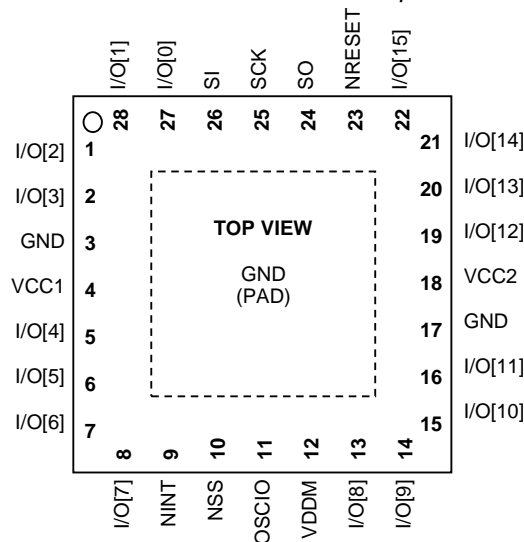 I/O[1]
I/O[0]
SI
SCK
SO
NRESET
I/O[15]
28
27
26
25
24
23
22
I/O[2] 1
I/O[3] 2
GND 3
VCC1 4
I/O[4] 5
I/O[5] 6
I/O[6] 7
TOP VIEW
GND
(PAD)
21 I/O[14]
20 I/O[13]
19 I/O[12]
18 VCC2
17 GND
16 I/O[11]
15 I/O[10]
8
9
10
11
12
13
14
I/O[7]
NINT
NSS
OSCIO
VDDM
I/O[8]
I/O[9]